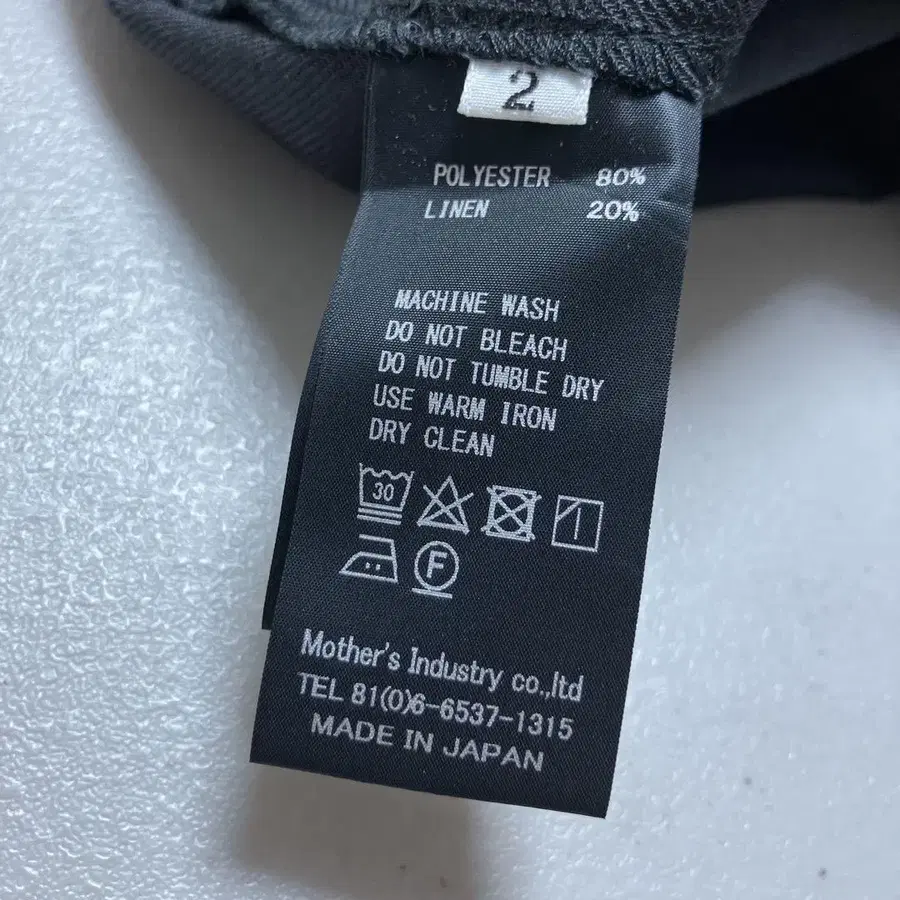 2
POLYESTER 80%
LINEN 20%
MACHINE WASH
DO NOT BLEACH
DO NOT TUMBLE DRY
USE WARM IRON
DRY CLEAN
30
F
Mother's Industry co.,ltd
TEL 81(0)6-6537-1315
MADE IN JAPAN